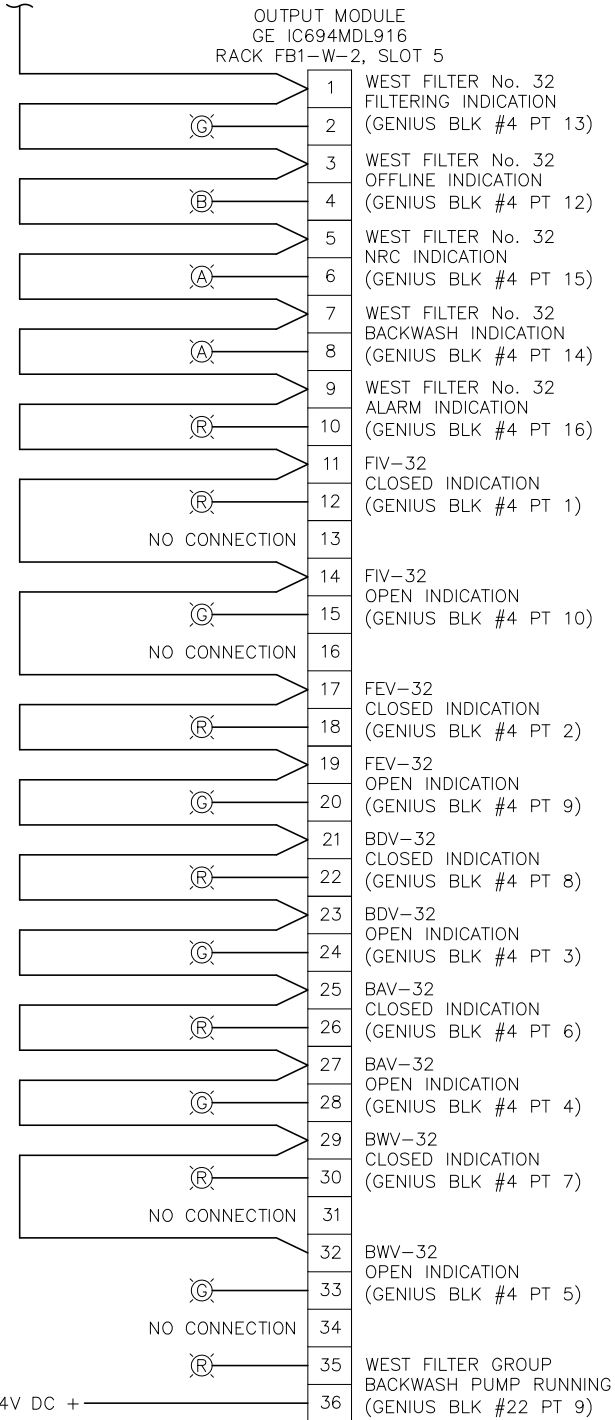 OUTPUT MODULE
GE IC694MDL916
RACK FB1-W-2, SLOT 5
1 WEST FILTER No. 32
FILTERING INDICATION
G 2 (GENIUS BLK #4 PT 13)
3 WEST FILTER No. 32
OFFLINE INDICATION
B 4 (GENIUS BLK #4 PT 12)
5 WEST FILTER No. 32
NRC INDICATION
A 6 (GENIUS BLK #4 PT 15)
7 WEST FILTER No. 32
BACKWASH INDICATION
A 8 (GENIUS BLK #4 PT 14)
9 WEST FILTER No. 32
ALARM INDICATION
R 10 (GENIUS BLK #4 PT 16)
11 FIV-32
CLOSED INDICATION
R 12 (GENIUS BLK #4 PT 1)
NO CONNECTION 13
14 FIV-32
OPEN INDICATION
G 15 (GENIUS BLK #4 PT 10)
NO CONNECTION 16
17 FEV-32
CLOSED INDICATION
R 18 (GENIUS BLK #4 PT 2)
19 FEV-32
OPEN INDICATION
G 20 (GENIUS BLK #4 PT 9)
21 BDV-32
CLOSED INDICATION
R 22 (GENIUS BLK #4 PT 8)
23 BDV-32
OPEN INDICATION
G 24 (GENIUS BLK #4 PT 3)
25 BAV-32
CLOSED INDICATION
R 26 (GENIUS BLK #4 PT 6)
27 BAV-32
OPEN INDICATION
G 28 (GENIUS BLK #4 PT 4)
29 BWV-32
CLOSED INDICATION
R 30 (GENIUS BLK #4 PT 7)
NO CONNECTION 31
32 BWV-32
OPEN INDICATION
G 33 (GENIUS BLK #4 PT 5)
NO CONNECTION 34
R 35 WEST FILTER GROUP
BACKWASH PUMP RUNNING
4V DC + 36 (GENIUS BLK #22 PT 9)